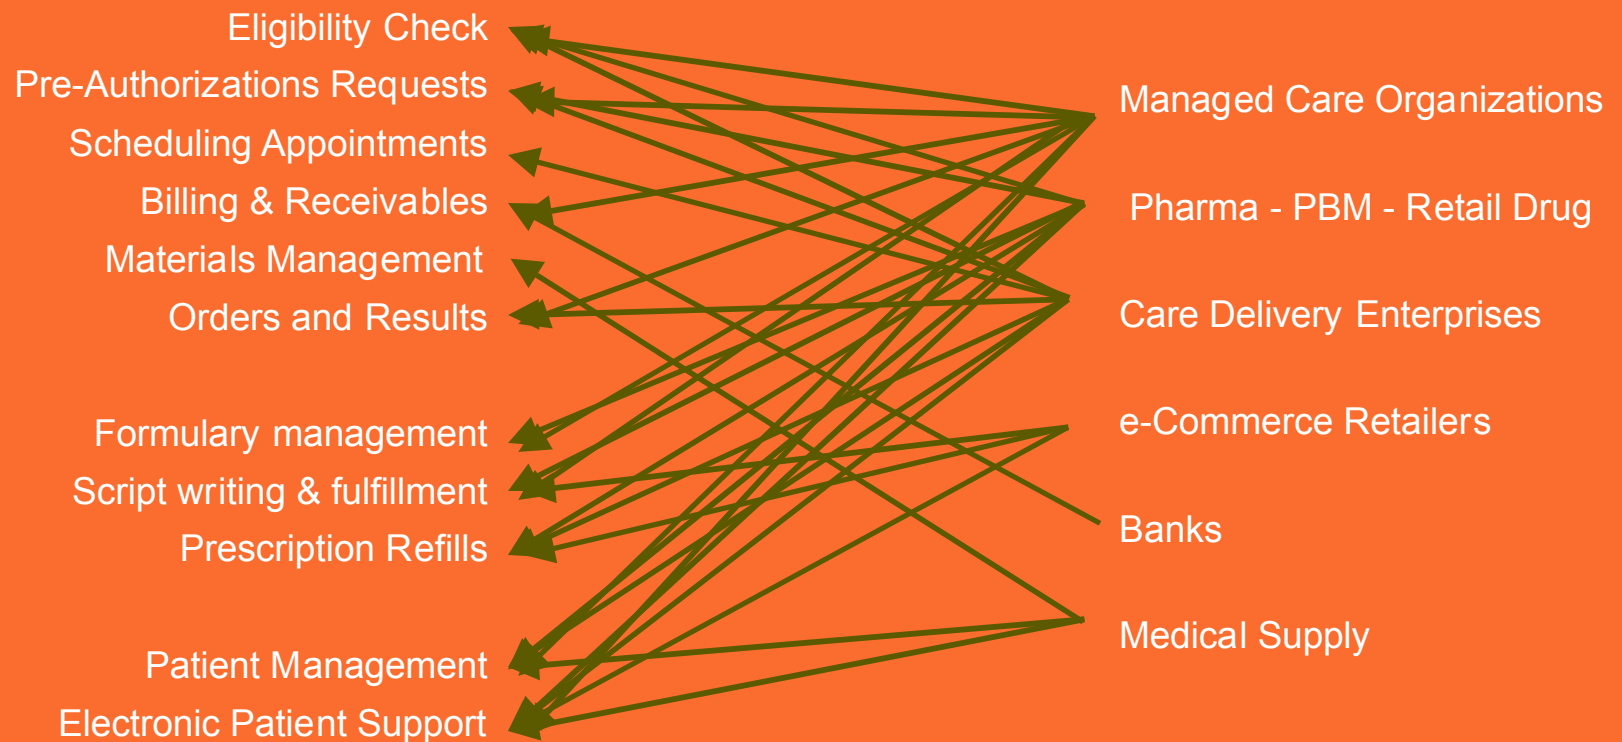 Eligibility Check
Pre-Authorizations Requests
Scheduling Appointments
Billing & Receivables
Materials Management
Orders and Results
Formulary management
Script writing & fulfillment
Prescription Refills
Patient Management
Electronic Patient Support
Managed Care Organizations
Pharma - PBM - Retail Drug
Care Delivery Enterprises
e-Commerce Retailers
Banks
Medical Supply